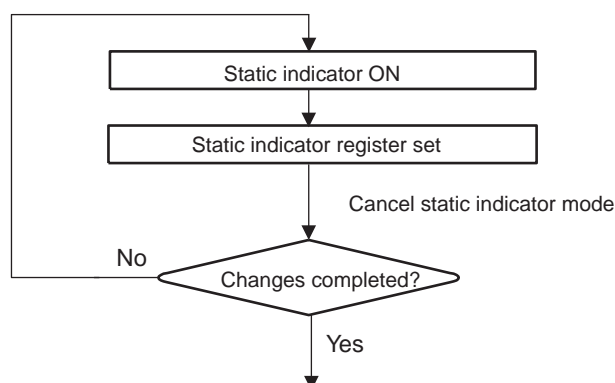 Static indicator ON
Static indicator register set
Cancel static indicator mode
No
Changes completed?
Yes